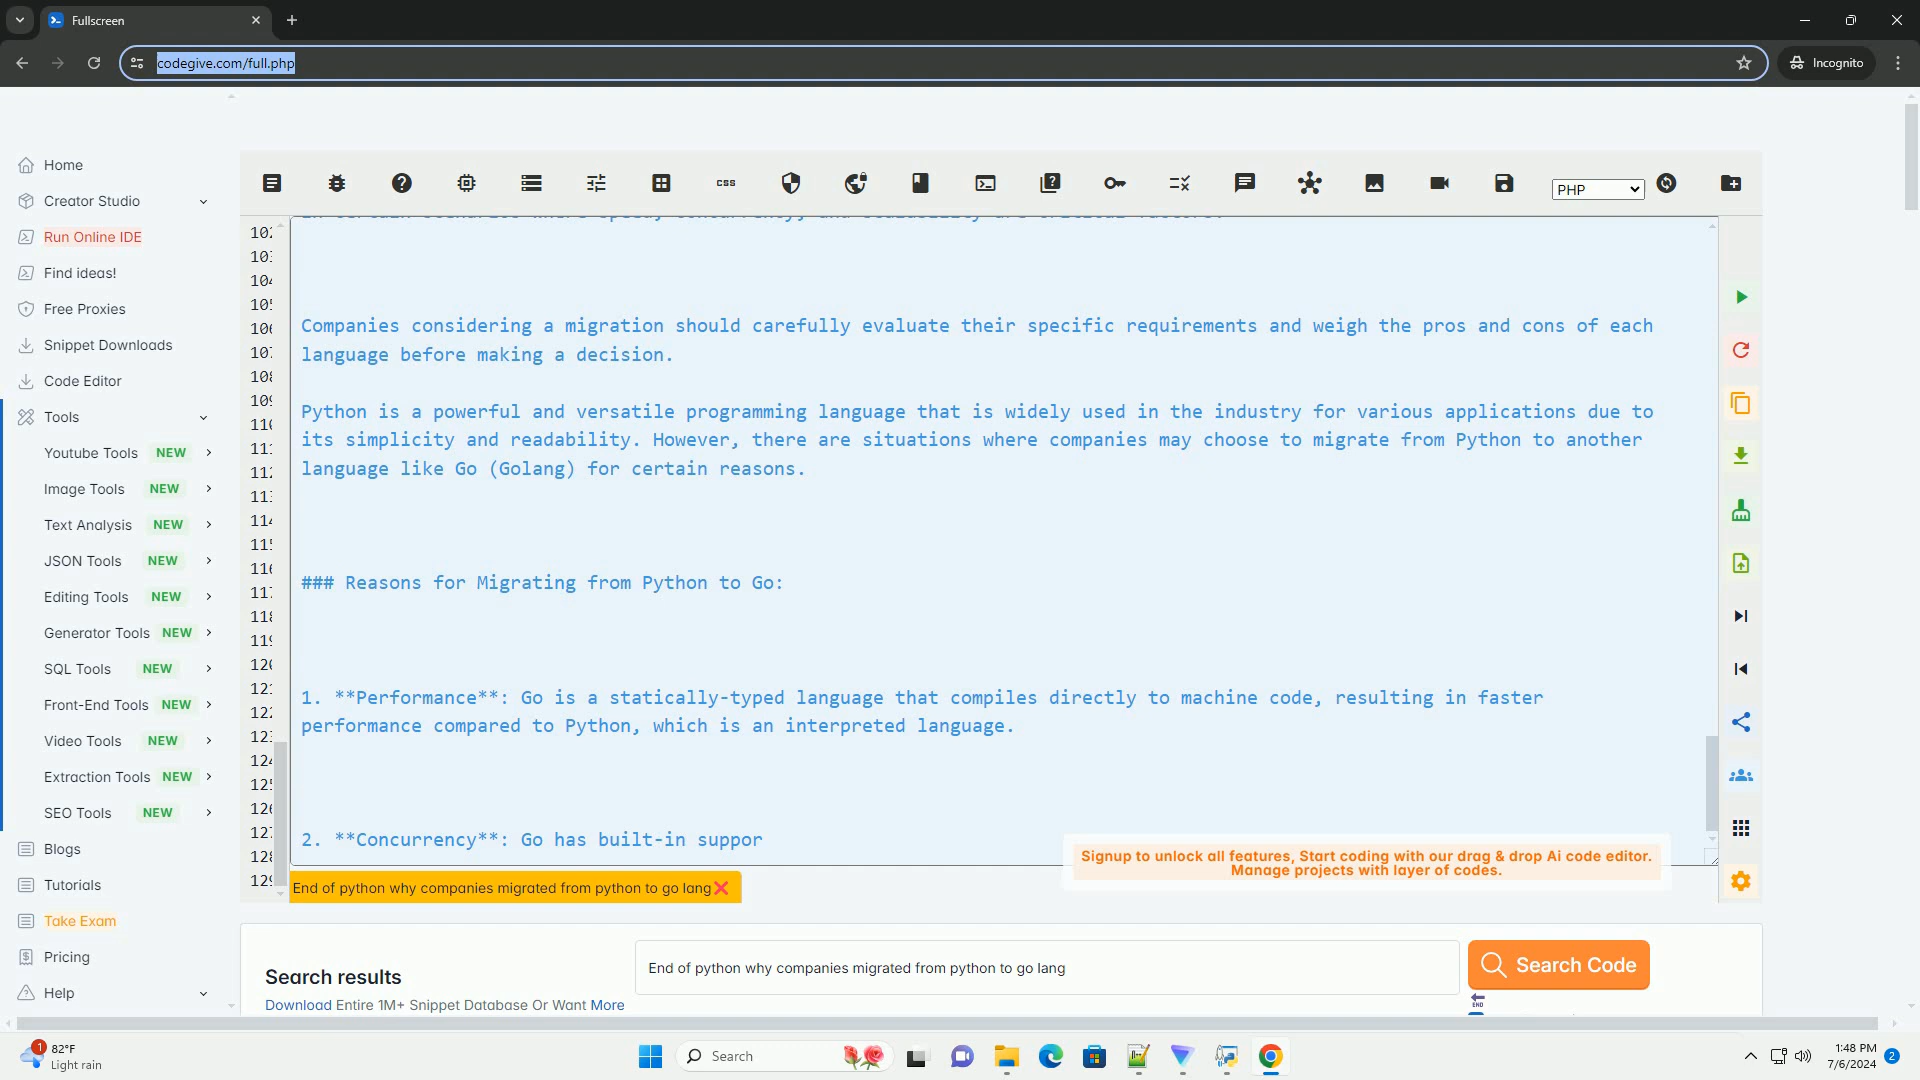 Fullscreen
codegive.com/full.php
Incognito
Home
Creator Studio
Run Online IDE
Find ideas!
Free Proxies
Snippet Downloads
Code Editor
Tools
Youtube Tools NEW
Image Tools NEW
Text Analysis NEW
JSON Tools NEW
Editing Tools NEW
Generator Tools NEW
SQL Tools NEW
Front-End Tools NEW
Video Tools NEW
Extraction Tools NEW
SEO Tools NEW
Blogs
Tutorials
Take Exam
Pricing
Help
css
PHP
Companies considering a migration should carefully evaluate their specific requirements and weigh the pros and cons of each
language before making a decision.
Python is a powerful and versatile programming language that is widely used in the industry for various applications due to
its simplicity and readability. However, there are situations where companies may choose to migrate from Python to another
language like Go (Golang) for certain reasons.
### Reasons for Migrating from Python to Go:
1. **Performance**: Go is a statically-typed language that compiles directly to machine code, resulting in faster
performance compared to Python, which is an interpreted language.
2. **Concurrency**: Go has built-in suppor
Signup to unlock all features, Start coding with our drag & drop Ai code editor.
Manage projects with layer of codes.
End of python why companies migrated from python to go lang
Search results
Download Entire 1M+ Snippet Database Or Want More
End of python why companies migrated from python to go lang
Search Code
END
1
82°F
Light rain
Search
1:48 PM
7/6/2024
2